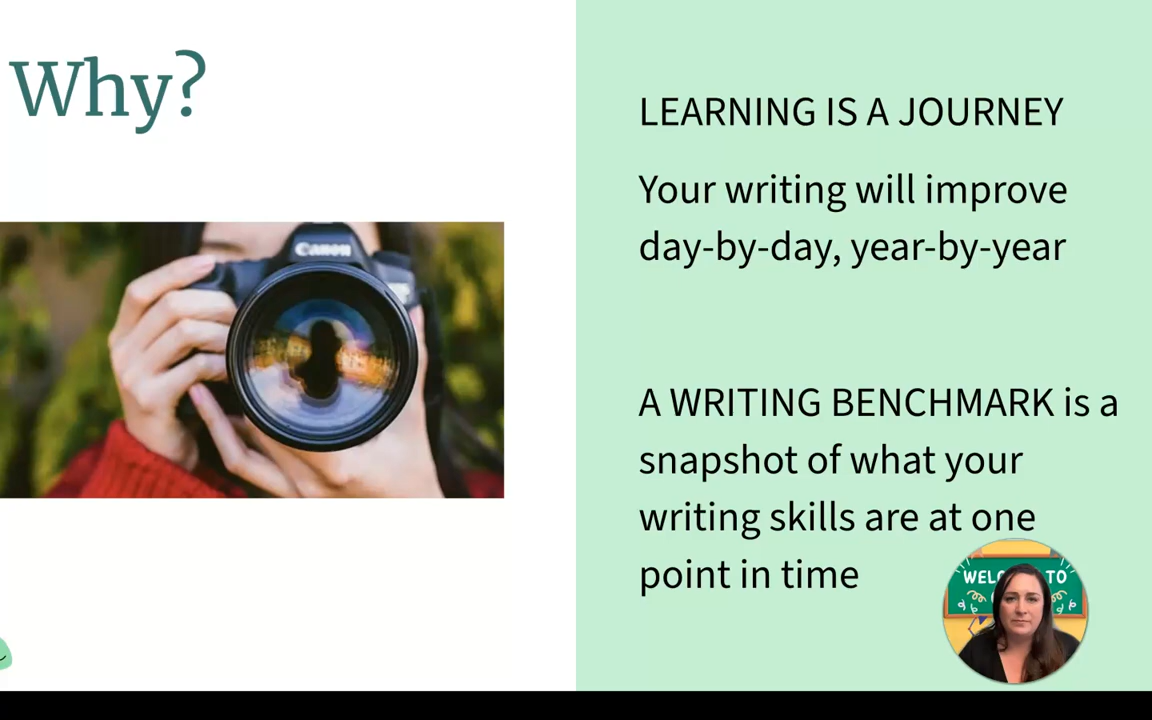 Why?
Canon
LEARNING IS A JOURNEY
Your writing will improve
day-by-day, year-by-year
A WRITING BENCHMARK is a
snapshot of what your
writing skills are at one
point in time
TO